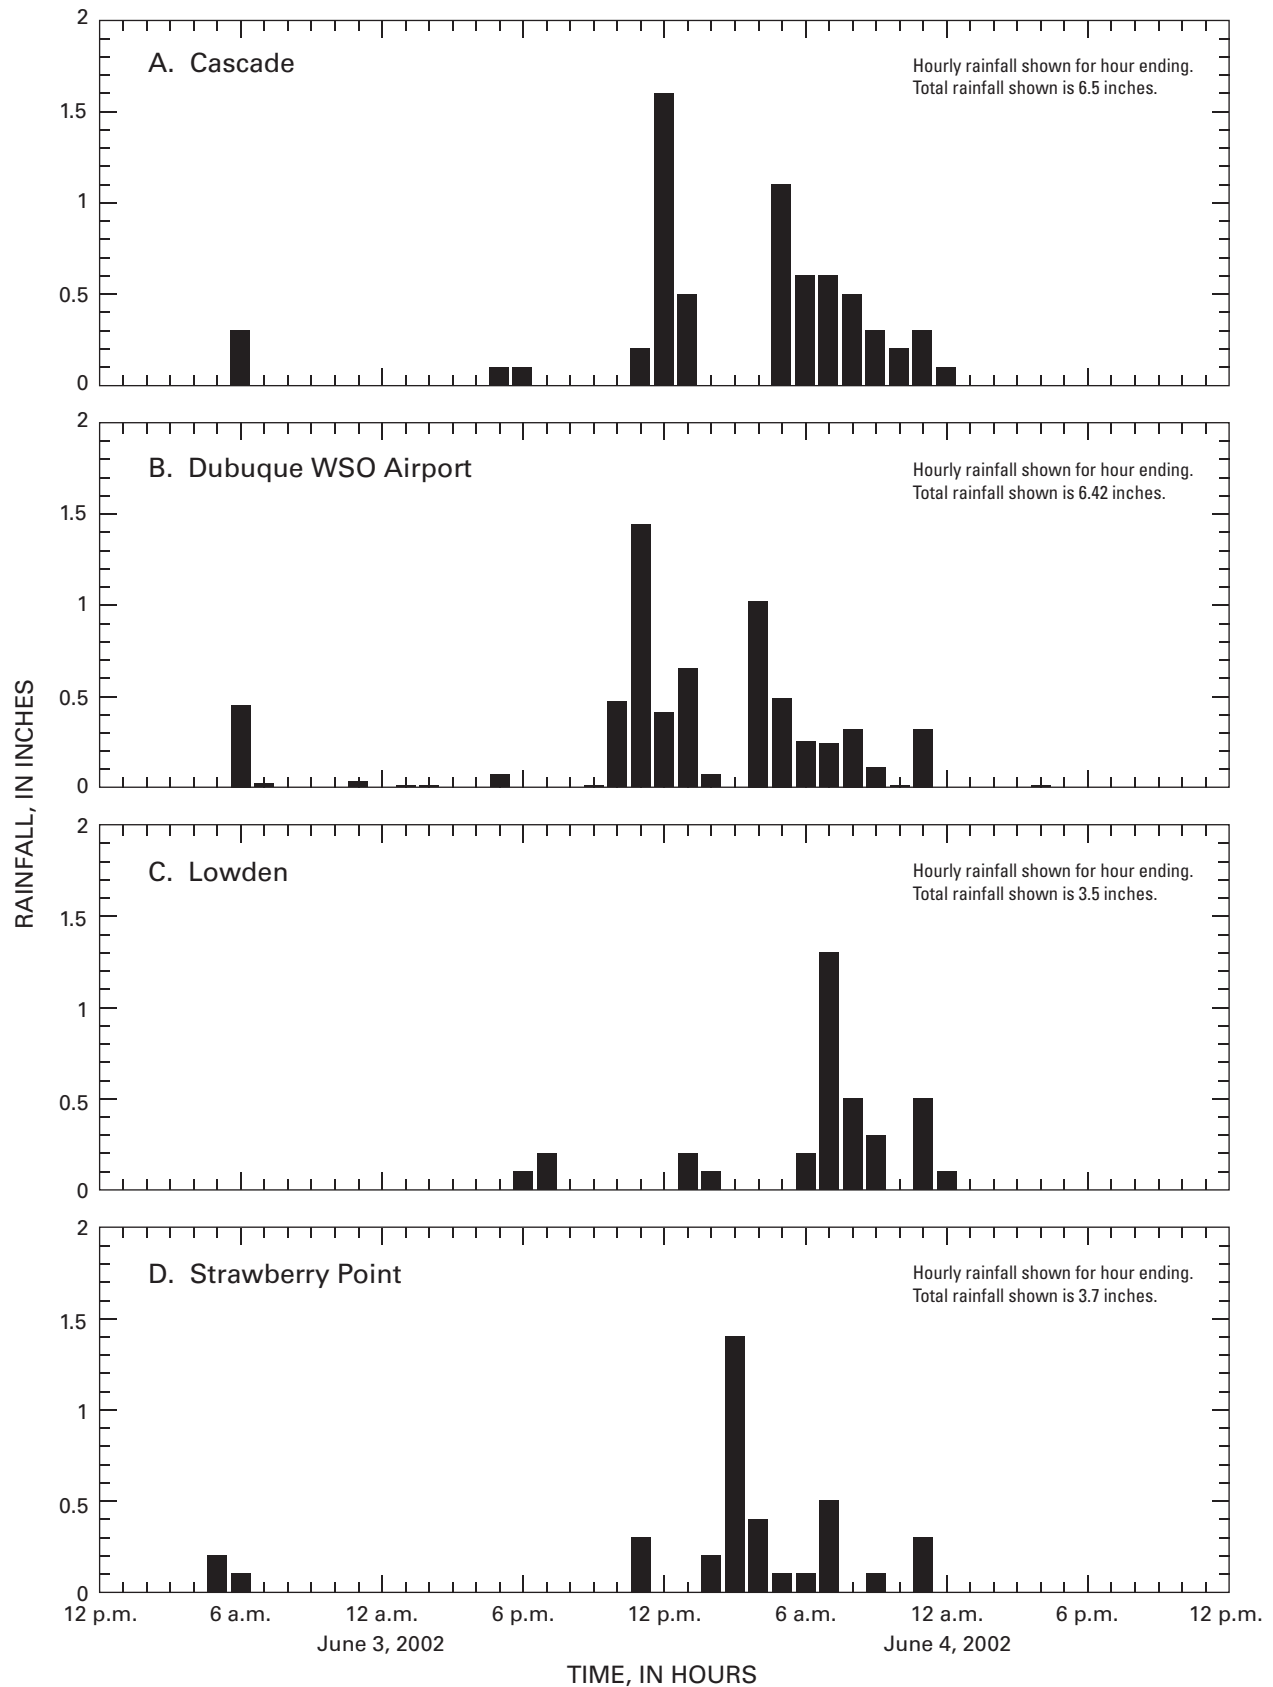 2
A. Cascade
Hourly rainfall shown for hour ending.
Total rainfall shown is 6.5 inches.
1.5
1
0.5
0
2
B. Dubuque WSO Airport
Hourly rainfall shown for hour ending.
Total rainfall shown is 6.42 inches.
1.5
1
0.5
0
RAINFALL, IN INCHES
2
C. Lowden
Hourly rainfall shown for hour ending.
Total rainfall shown is 3.5 inches.
1.5
1
0.5
0
2
D. Strawberry Point
Hourly rainfall shown for hour ending.
Total rainfall shown is 3.7 inches.
1.5
1
0.5
0
12 p.m. 6 a.m. 12 a.m. 6 p.m. 12 p.m. 6 a.m. 12 a.m. 6 p.m. 12 p.m.
June 3, 2002 June 4, 2002
TIME, IN HOURS